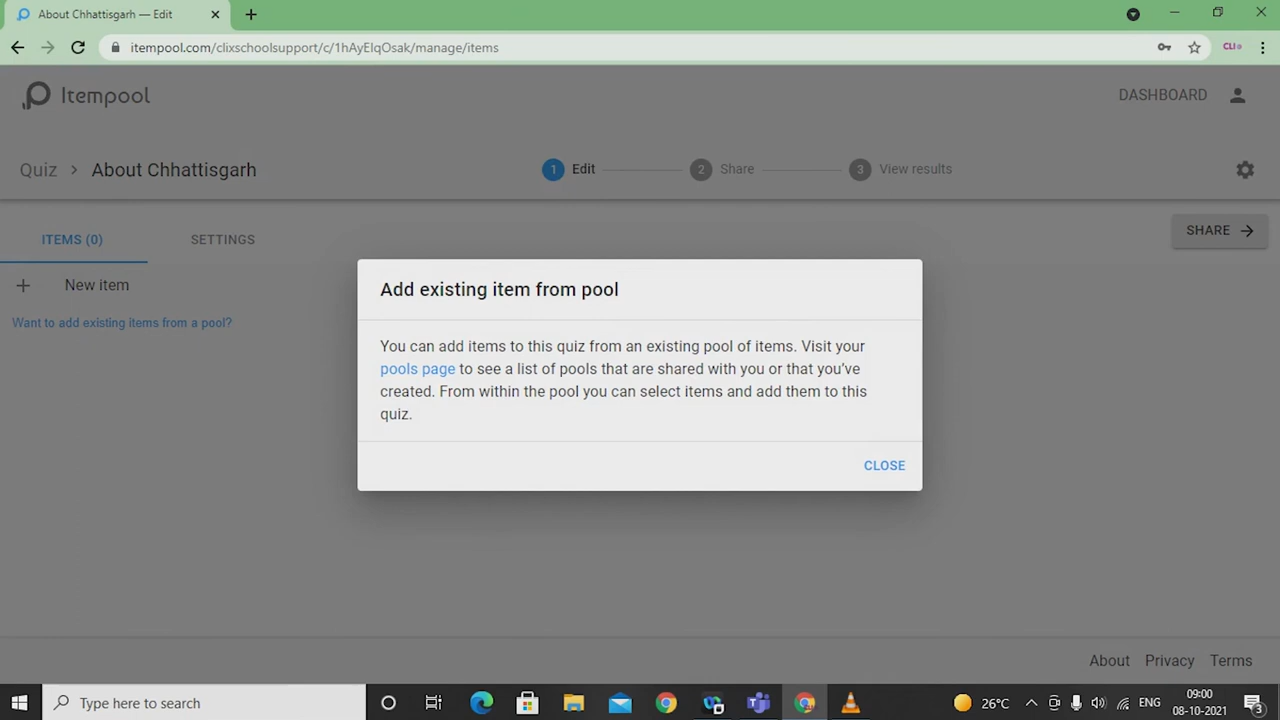 About Chhattisgarh — Edit
itempool.com/clixschoolsupport/c/1hAyElqOsak/manage/items
Itempool
DASHBOARD
Quiz > About Chhattisgarh
1 Edit 2 Share 3 View results
ITEMS (0) SETTINGS
SHARE →
+ New item
Want to add existing items from a pool?
Add existing item from pool
You can add items to this quiz from an existing pool of items. Visit your
pools page to see a list of pools that are shared with you or that you’ve
created. From within the pool you can select items and add them to this
quiz.
CLOSE
About Privacy Terms
Type here to search
26°C
ENG
09:00
08-10-2021
3